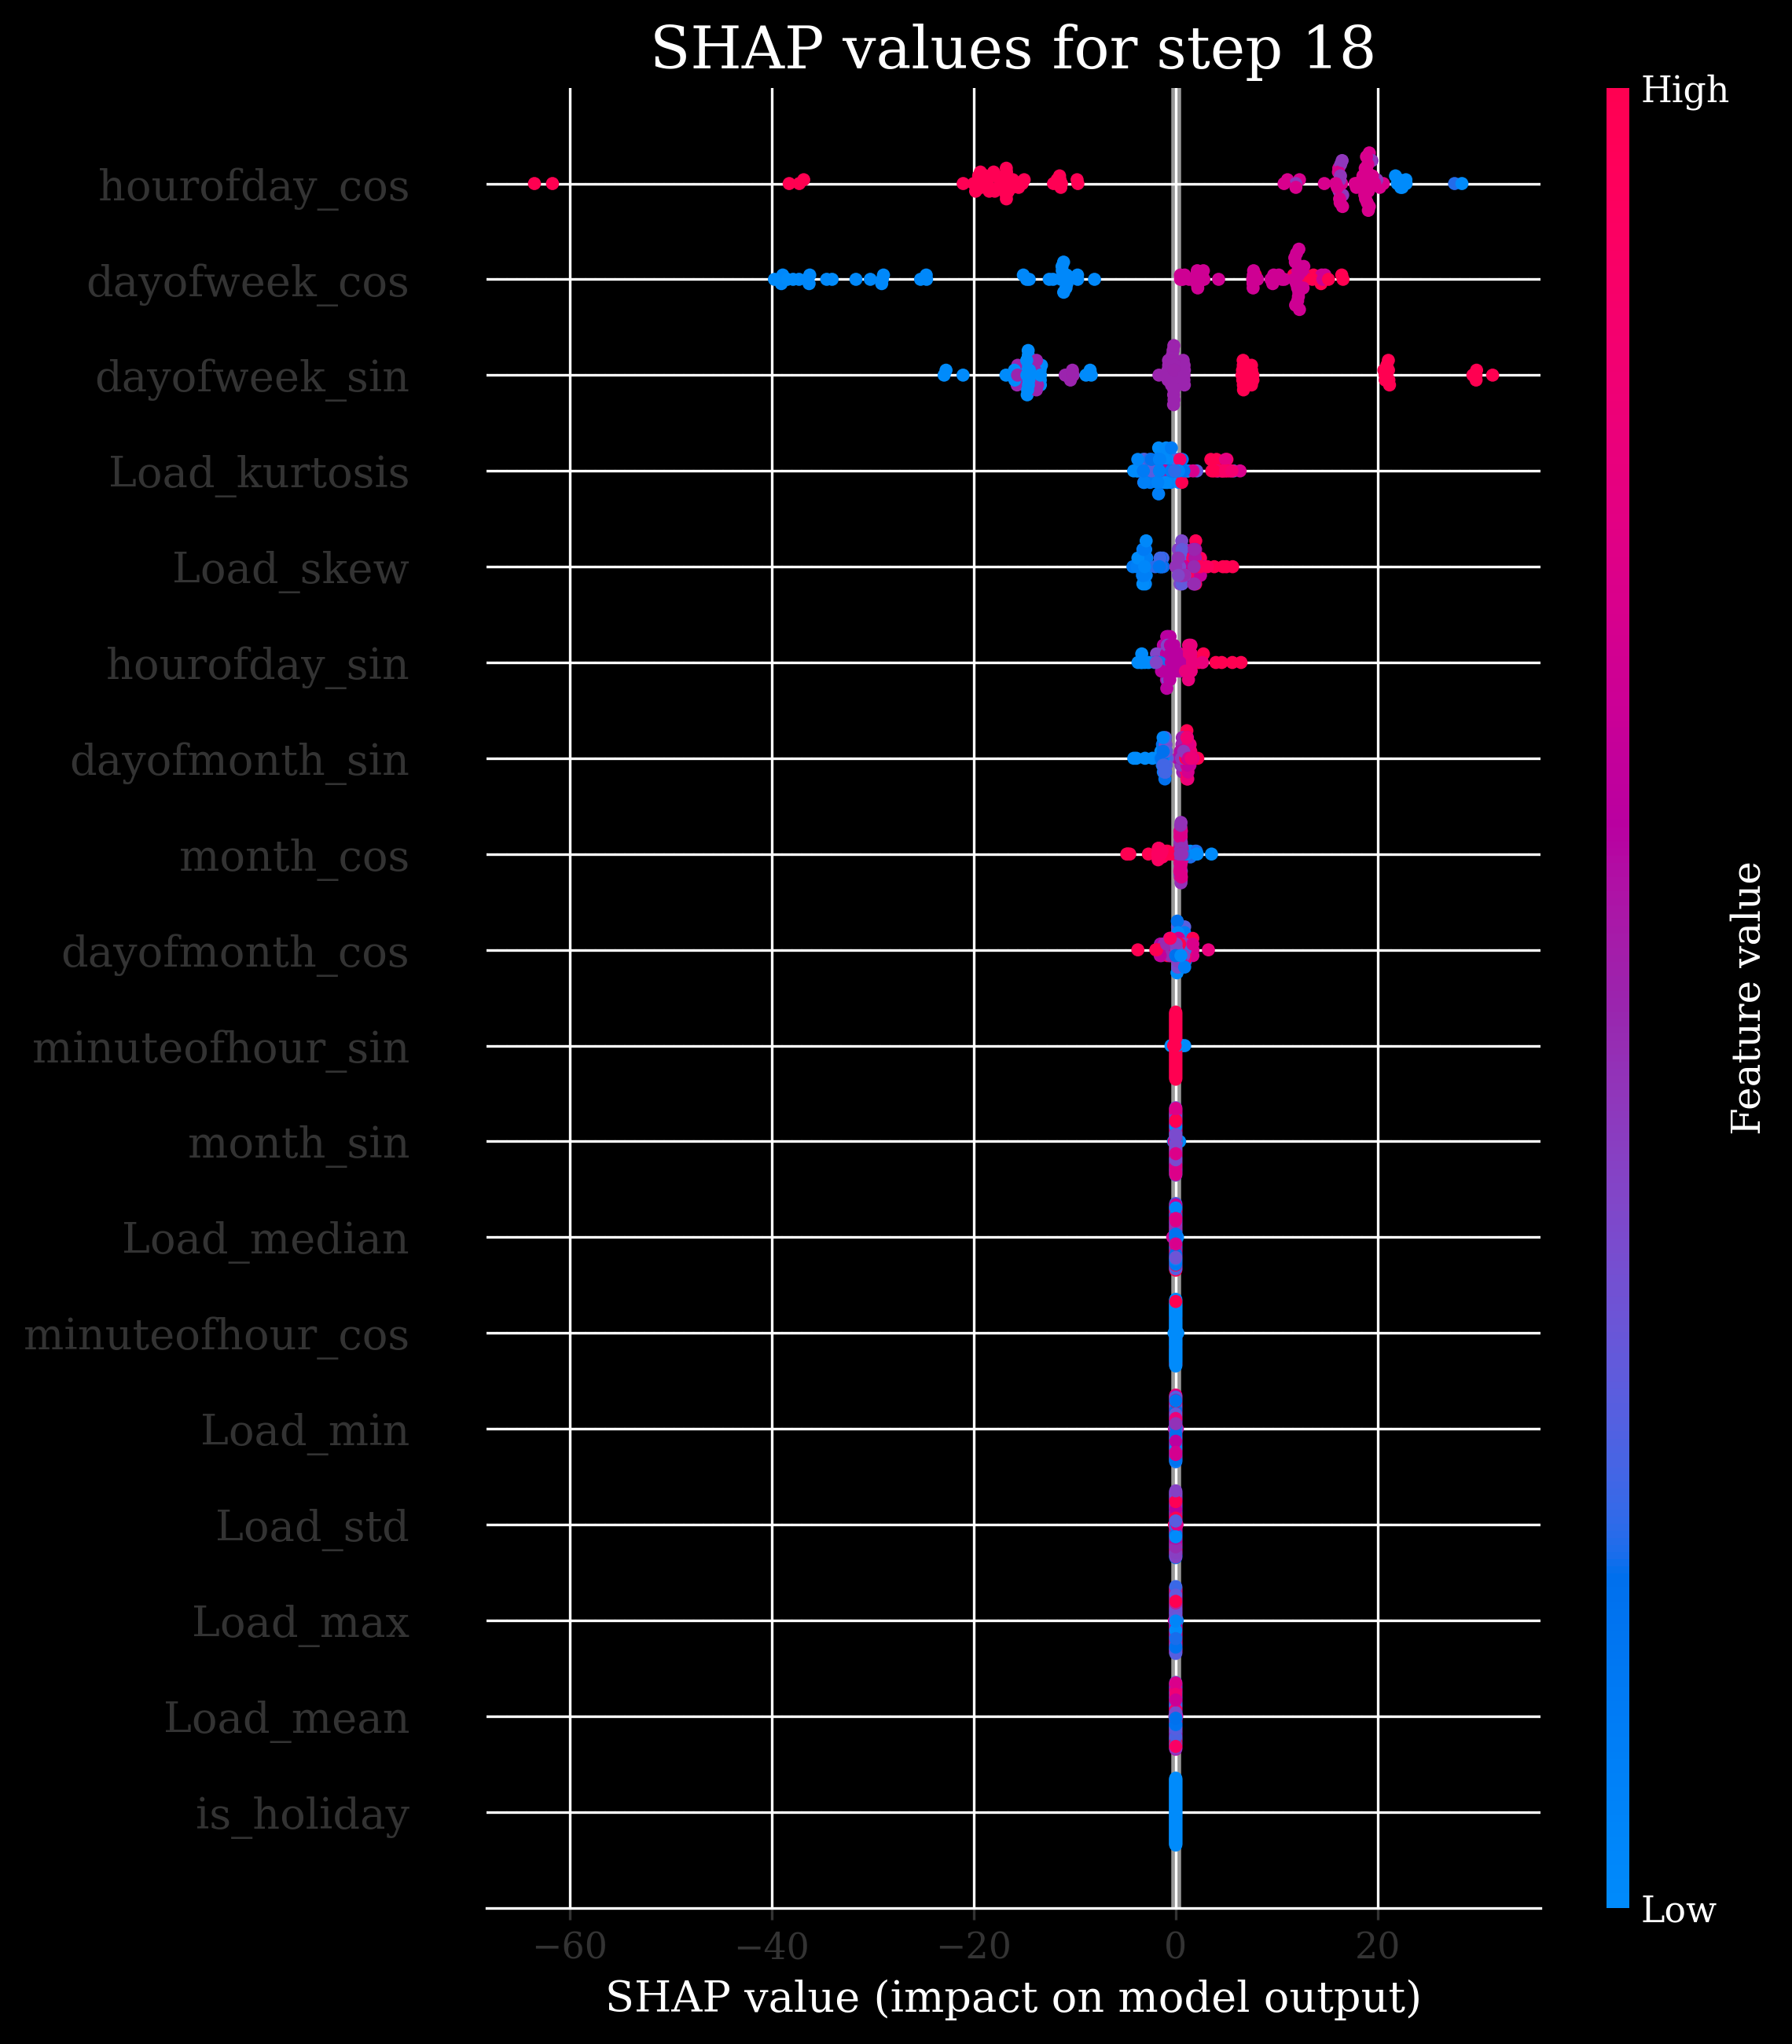 SHAP values for step 18
High
hourofday_cos
dayofweek_cos
dayofweek_sin
Load_kurtosis
Load_skew
hourofday_sin
dayofmonth_sin
month_cos
dayofmonth_cos
minuteofhour_sin
month_sin
Load_median
minuteofhour_cos
Load_min
Load_std
Load_max
Load_mean
is_holiday
Feature value
Low
−60 −40 −20 0 20
SHAP value (impact on model output)